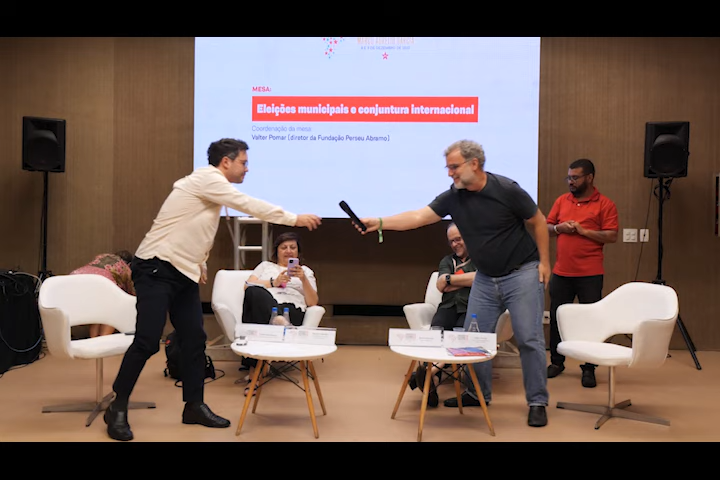 MESA:
Eleições municipais e conjuntura internacional
Coordenação da mesa:
Valter Pomar (diretor da Fundação Perseu Abramo)